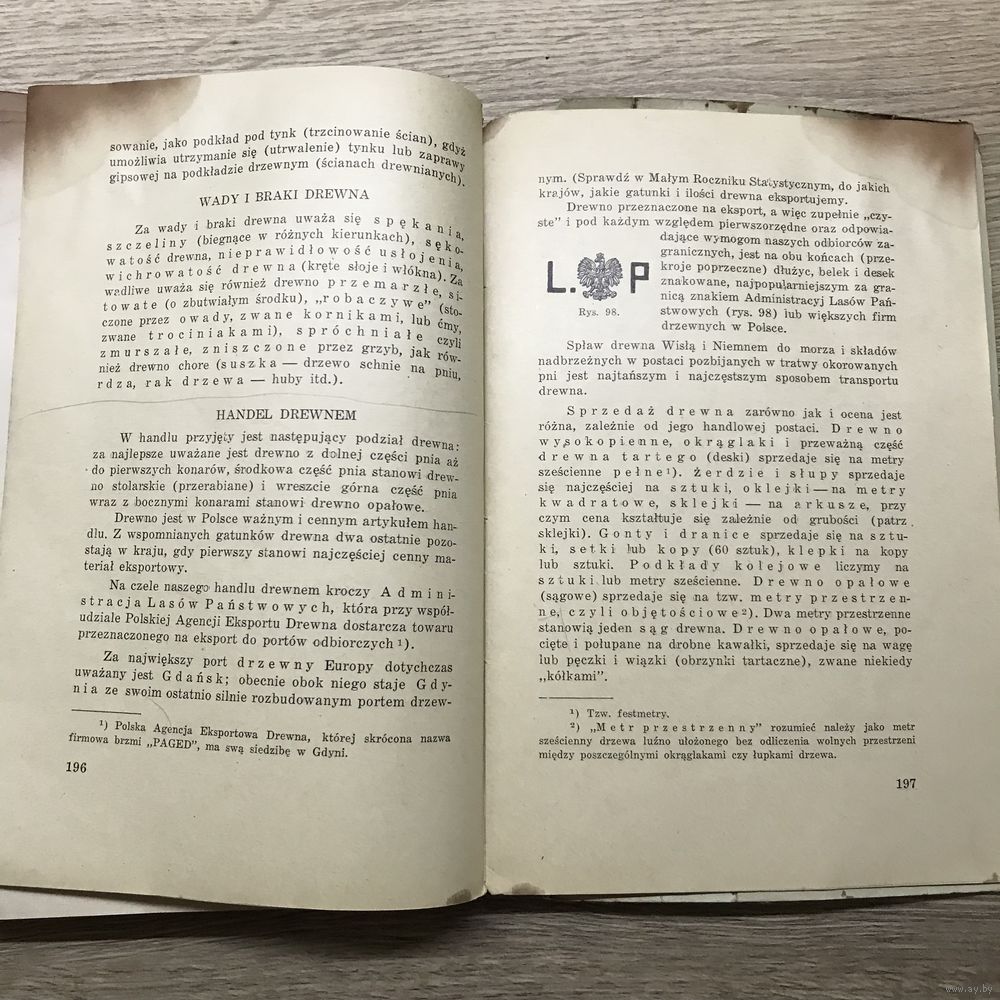 sowanie, jako podkład pod tynk (trzcinowanie ścian), gdyż
umożliwia utrzymanie się (utrwalenie) tynku lub zaprawy
gipsowej na podkładzie drzewnym (ścianach drewnianych).
WADY I BRAKI DREWNA
Za wady i braki drewna uważa się spękania,
szczeliny (biegnące w różnych kierunkach), sęko-
watość drewna, nieprawidłowość usłojenia,
wichrowatość drewna (kręte słoje i włókna). Za
wadliwe uważa się również drewno przemarzłe, si-
towate (o zbutwiałym środku), „robaczywe" (sto-
czone przez owady, zwane kornikami, lub ćmy,
zwane trociniakami), spróchniałe czyli
zmurszałe, zniszczone przez grzyb, jak rów-
nież drewno chore (suszka — drzewo schnie na pniu,
rdza, rak drzewa — huby itd.).
HANDEL DREWNEM
W handlu przyjęty jest następujący podział drewna:
za najlepsze uważane jest drewno z dolnej części pnia aż
do pierwszych konarów, środkowa część pnia stanowi drew-
no stolarskie (przerabiane) i wreszcie górna część pnia
wraz z bocznymi konarami stanowi drewno opałowe.
Drewno jest w Polsce ważnym i cennym artykułem han-
dlu. Z wspomnianych gatunków drewna dwa ostatnie pozo-
stają w kraju, gdy pierwszy stanowi najczęściej cenny ma-
teriał eksportowy.
Na czele naszego handlu drewnem kroczy Admini-
stracja Lasów Państwowych, która przy współ-
udziale Polskiej Agencji Eksportu Drewna dostarcza towaru
przeznaczonego na eksport do portów odbiorczych ¹).
Za największy port drzewny Europy dotychczas
uważany jest Gdańsk; obecnie obok niego staje Gdy-
nia ze swoim ostatnio silnie rozbudowanym portem drzew-
¹) Polska Agencja Eksportowa Drewna, której skrócona nazwa
firmowa brzmi „PAGED", ma swą siedzibę w Gdyni.
196
nym. (Sprawdź w Małym Roczniku Statystycznym, do jakich
krajów, jakie gatunki i ilości drewna eksportujemy.
Drewno przeznaczone na eksport, a więc zupełnie „czy-
ste" i pod każdym względem pierwszorzędne oraz odpowia-
dające wymogom naszych odbiorców za-
granicznych, jest na obu końcach (prze-
kroje poprzeczne) dłużyc, belek i desek
znakowane, najpopularniejszym za gra-
nicą znakiem Administracyj Lasów Pań-
stwowych (rys. 98) lub większych firm
drzewnych w Polsce.
L. P
Rys. 98.
Spław drewna Wisłą i Niemnem do morza i składów
nadbrzeżnych w postaci pozbijanych w tratwy okorowanych
pni jest najtańszym i najczęstszym sposobem transportu
drewna.
Sprzedaż drewna zarówno jak i ocena jest
różna, zależnie od jego handlowej postaci. Drewno
wysokopienne, okrąglaki i przeważną część
drewna tartego (deski) sprzedaje się na metry
sześcienne pełne¹). Żerdzie i słupy sprzedaje
się najczęściej na sztuki, oklejki — na metry
kwadratowe, sklejki — na arkusze, przy
czym cena kształtuje się zależnie od grubości (patrz
sklejki). Gonty i dranice sprzedaje się na sztu-
ki, setki lub kopy (60 sztuk), klepki na kopy
lub sztuki. Podkłady kolejowe liczymy na
sztuki lub metry sześcienne. Drewno opałowe
(sągowe) sprzedaje się na tzw. metry przestrzen-
ne, czyli objętościowe²). Dwa metry przestrzenne
stanowią jeden sąg drewna. Drewno opałowe, po-
cięte i połupane na drobne kawałki, sprzedaje się na wagę
lub pęczki i wiązki (obrzynki tartaczne), zwane niekiedy
„kółkami".
¹) Tzw. festmetry.
²) „Metr przestrzenny" rozumieć należy jako metr
sześcienny drzewa luźno ułożonego bez odliczenia wolnych przestrzeni
między poszczególnymi okrąglakami czy łupkami drzewa.
197
www.ay.by